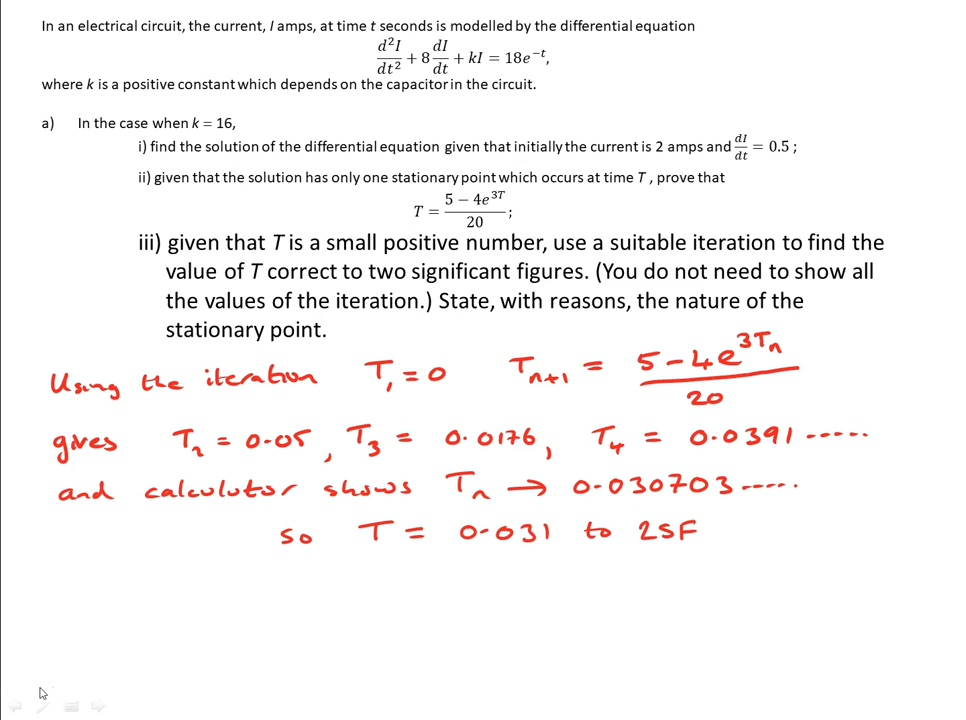 In an electrical circuit, the current, I amps, at time t seconds is modelled by the differential equation
d²I/dt² + 8 dI/dt + kI = 18e⁻ᵗ,
where k is a positive constant which depends on the capacitor in the circuit.
a) In the case when k = 16,
i) find the solution of the differential equation given that initially the current is 2 amps and dI/dt = 0.5 ;
ii) given that the solution has only one stationary point which occurs at time T , prove that
T = (5 − 4e^{3T})/20 ;
iii) given that T is a small positive number, use a suitable iteration to find the
value of T correct to two significant figures. (You do not need to show all
the values of the iteration.) State, with reasons, the nature of the
stationary point.
Using the iteration T₁ = 0 Tₙ₊₁ = (5 − 4e^{3Tₙ})/20
gives T₂ = 0.05, T₃ = 0.0176, T₄ = 0.0391 .....
and calculator shows Tₙ → 0.030703.....
so T = 0.031 to 2SF